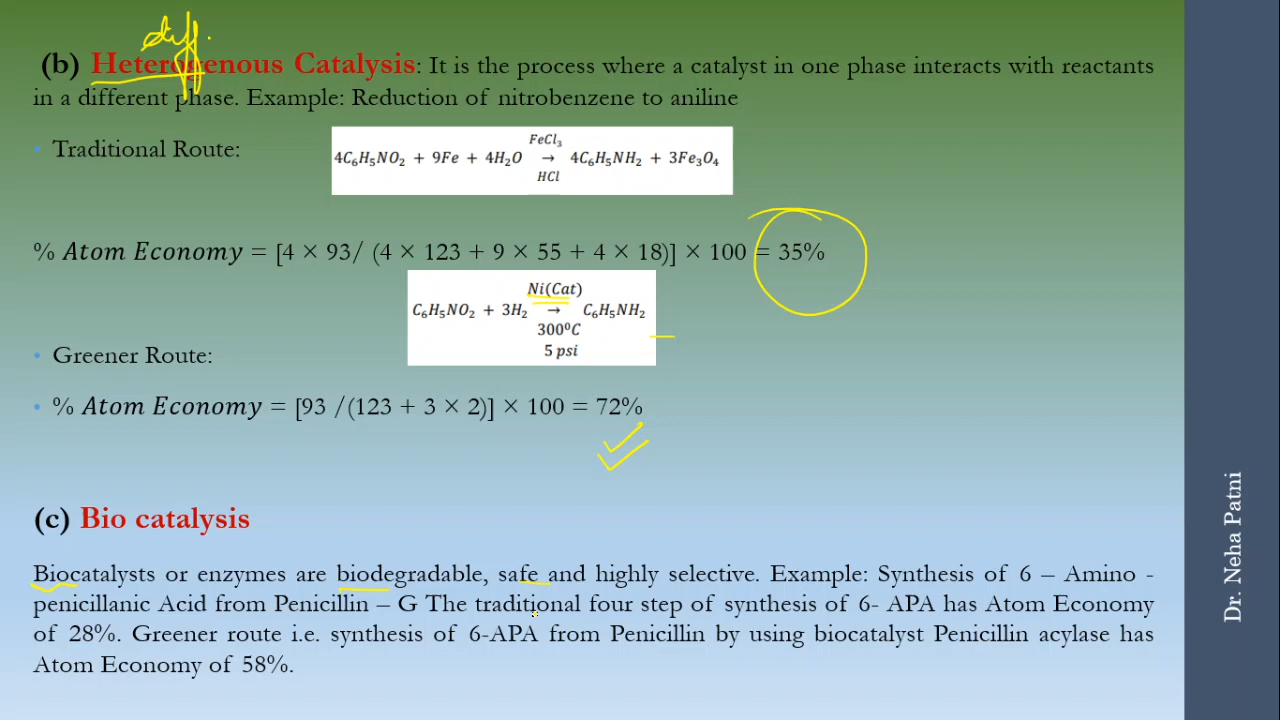 diff.
(b) Heterogenous Catalysis: It is the process where a catalyst in one phase interacts with reactants
in a different phase. Example: Reduction of nitrobenzene to aniline
• Traditional Route:
FeCl₃
4C₆H₅NO₂ + 9Fe + 4H₂O → 4C₆H₅NH₂ + 3Fe₃O₄
HCl
% Atom Economy = [4 × 93/ (4 × 123 + 9 × 55 + 4 × 18)] × 100 = 35%
Ni(Cat)
C₆H₅NO₂ + 3H₂ → C₆H₅NH₂
300⁰C
5 psi
• Greener Route:
• % Atom Economy = [93 /(123 + 3 × 2)] × 100 = 72%
(c) Bio catalysis
Biocatalysts or enzymes are biodegradable, safe and highly selective. Example: Synthesis of 6 – Amino -
penicillanic Acid from Penicillin – G The traditional four step of synthesis of 6- APA has Atom Economy
of 28%. Greener route i.e. synthesis of 6-APA from Penicillin by using biocatalyst Penicillin acylase has
Atom Economy of 58%.
Dr. Neha Patni